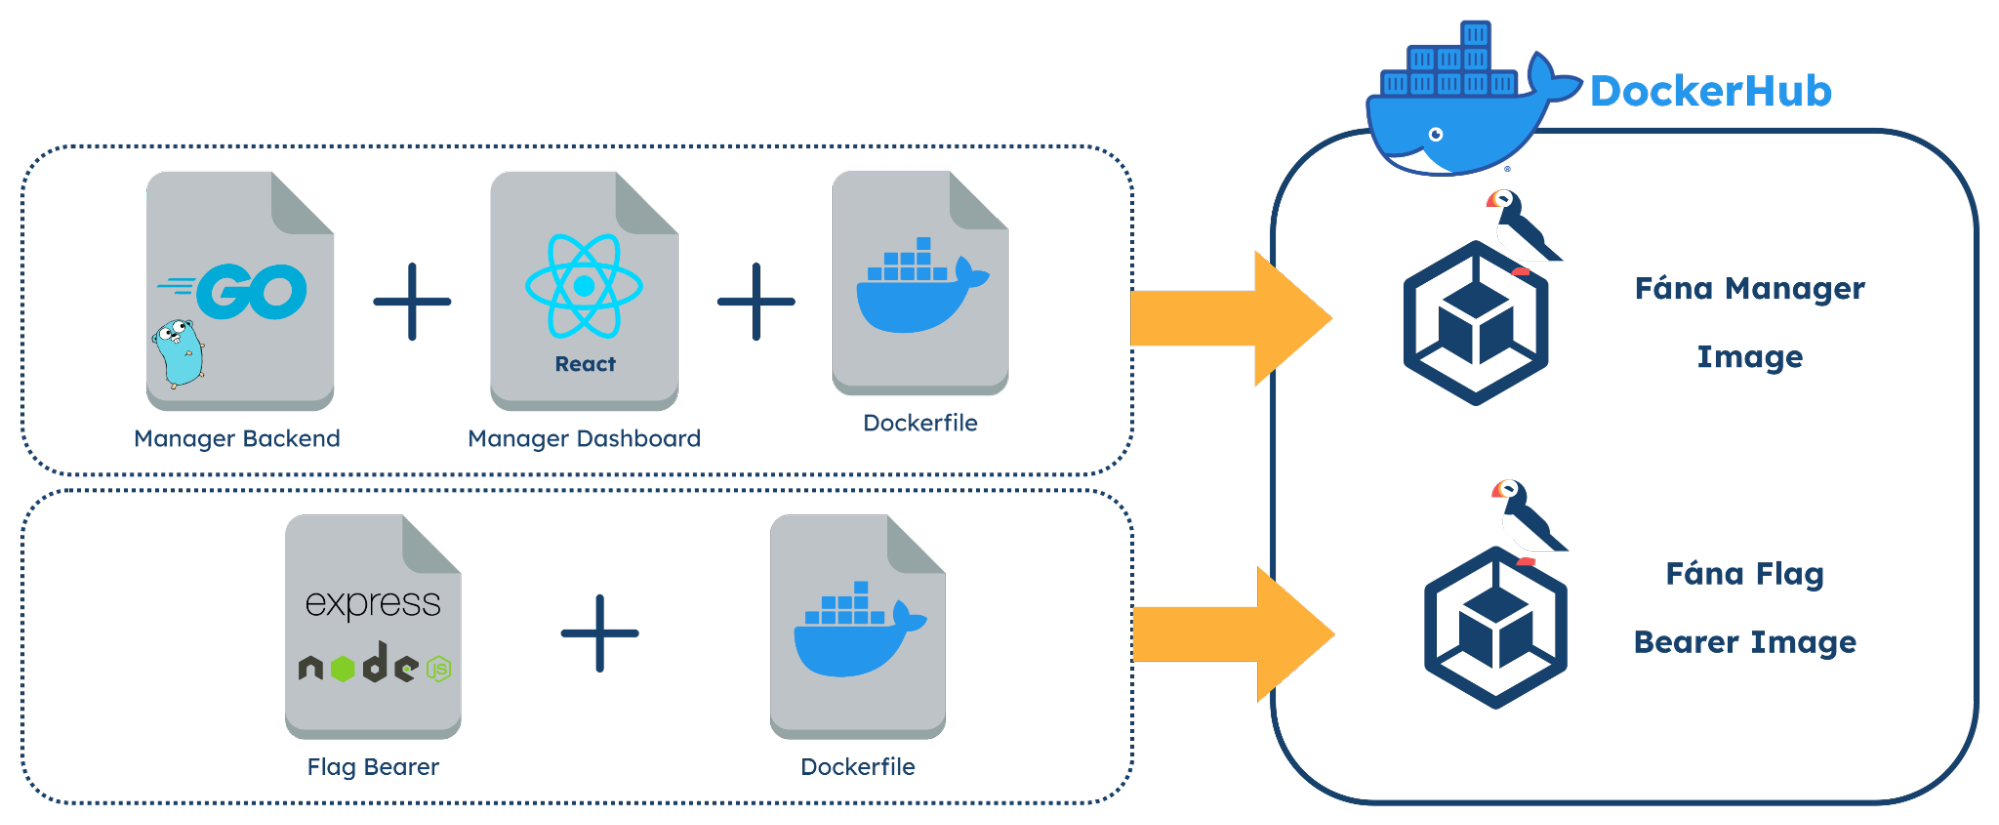 DockerHub
GO
React
Manager Backend
Manager Dashboard
Dockerfile
Fána Manager
Image
express
node
JS
Flag Bearer
Dockerfile
Fána Flag
Bearer Image
®